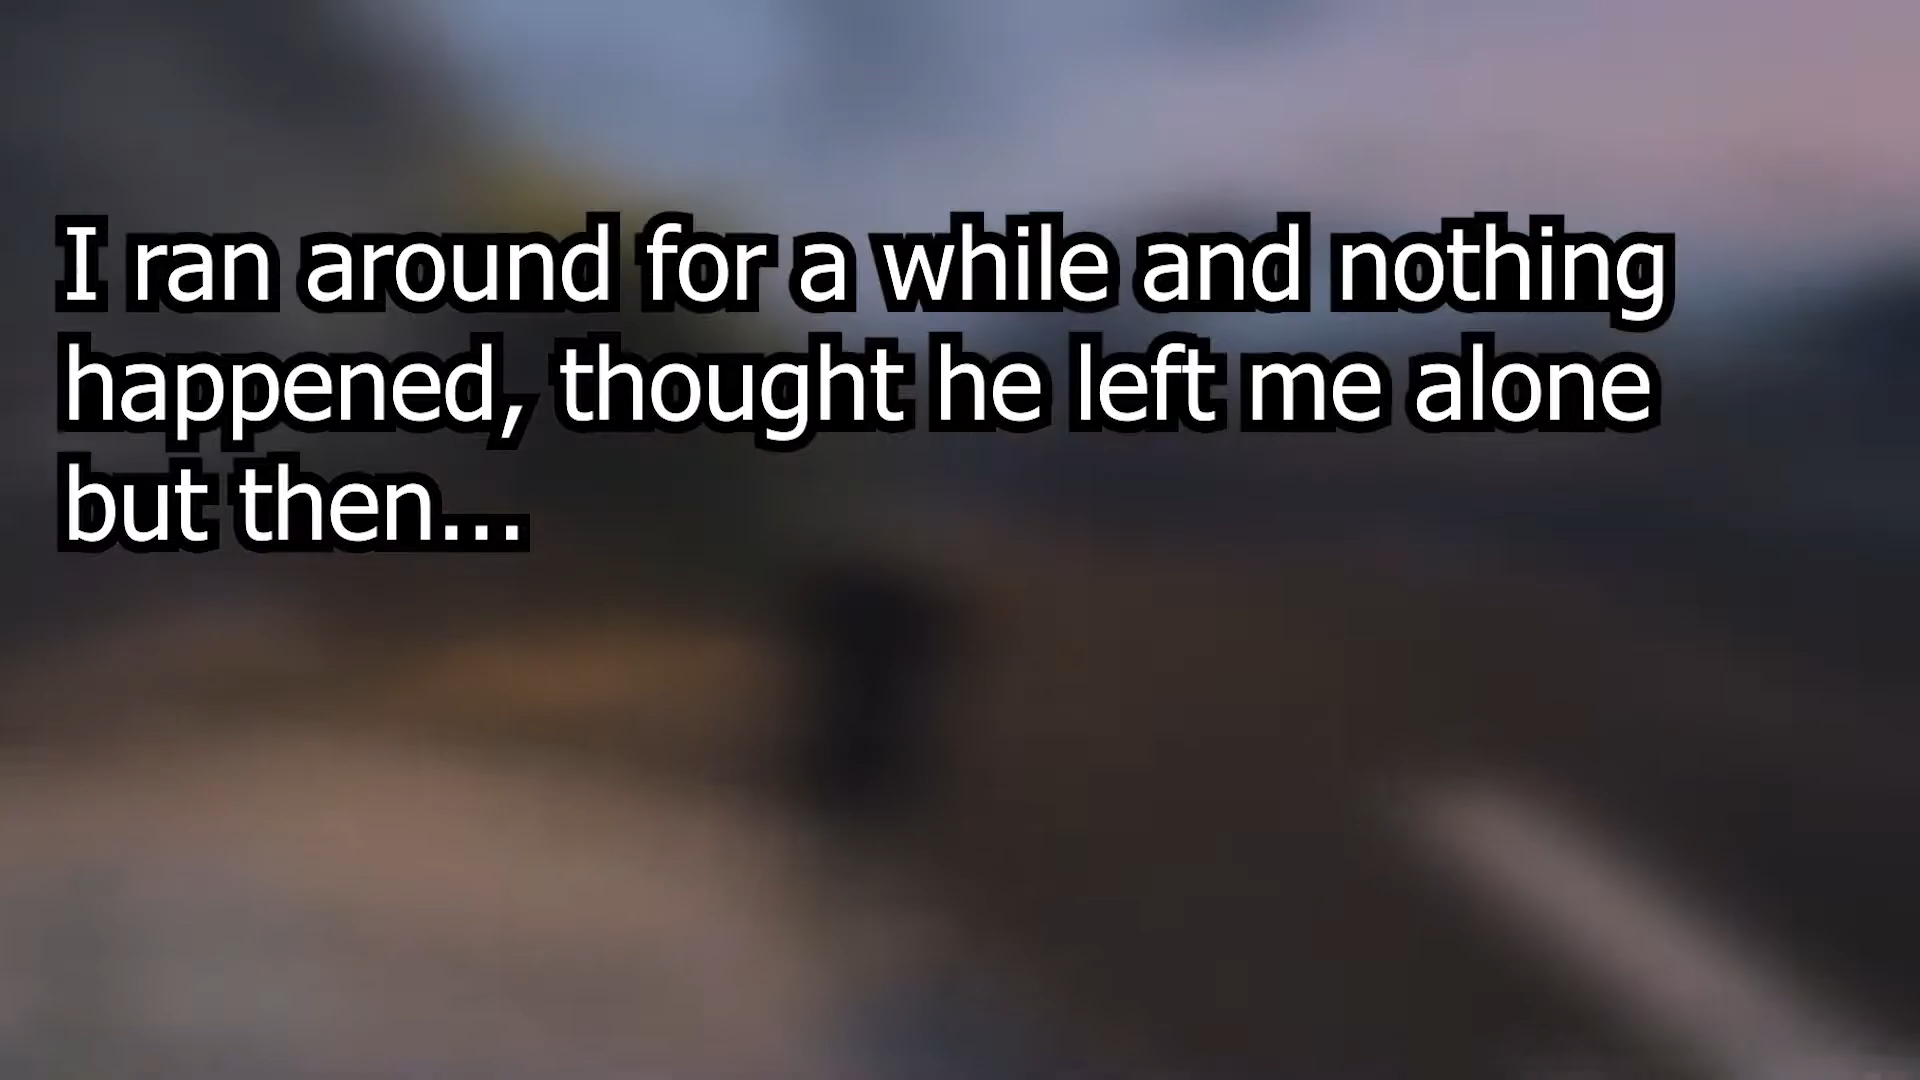 I ran around for a while and nothing
happened, thought he left me alone
but then...